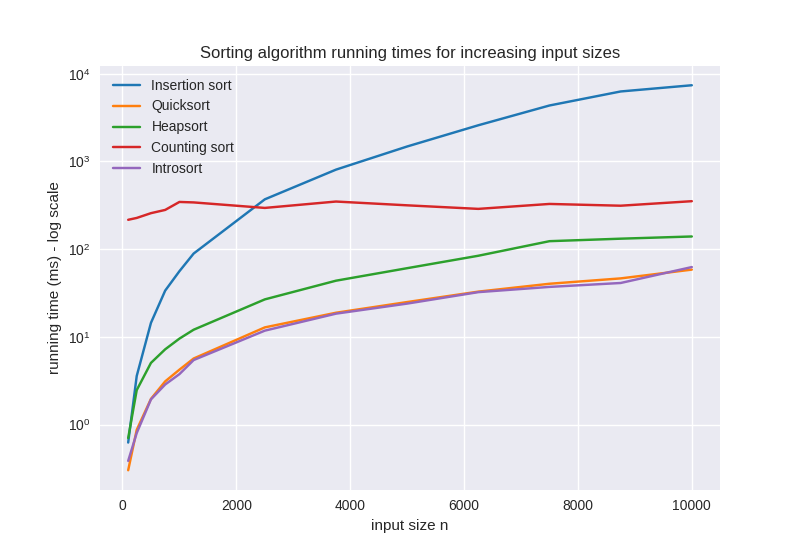 Sorting algorithm running times for increasing input sizes
10⁴
10³
10²
10¹
10⁰
running time (ms) - log scale
Insertion sort
Quicksort
Heapsort
Counting sort
Introsort
0 2000 4000 6000 8000 10000
input size n